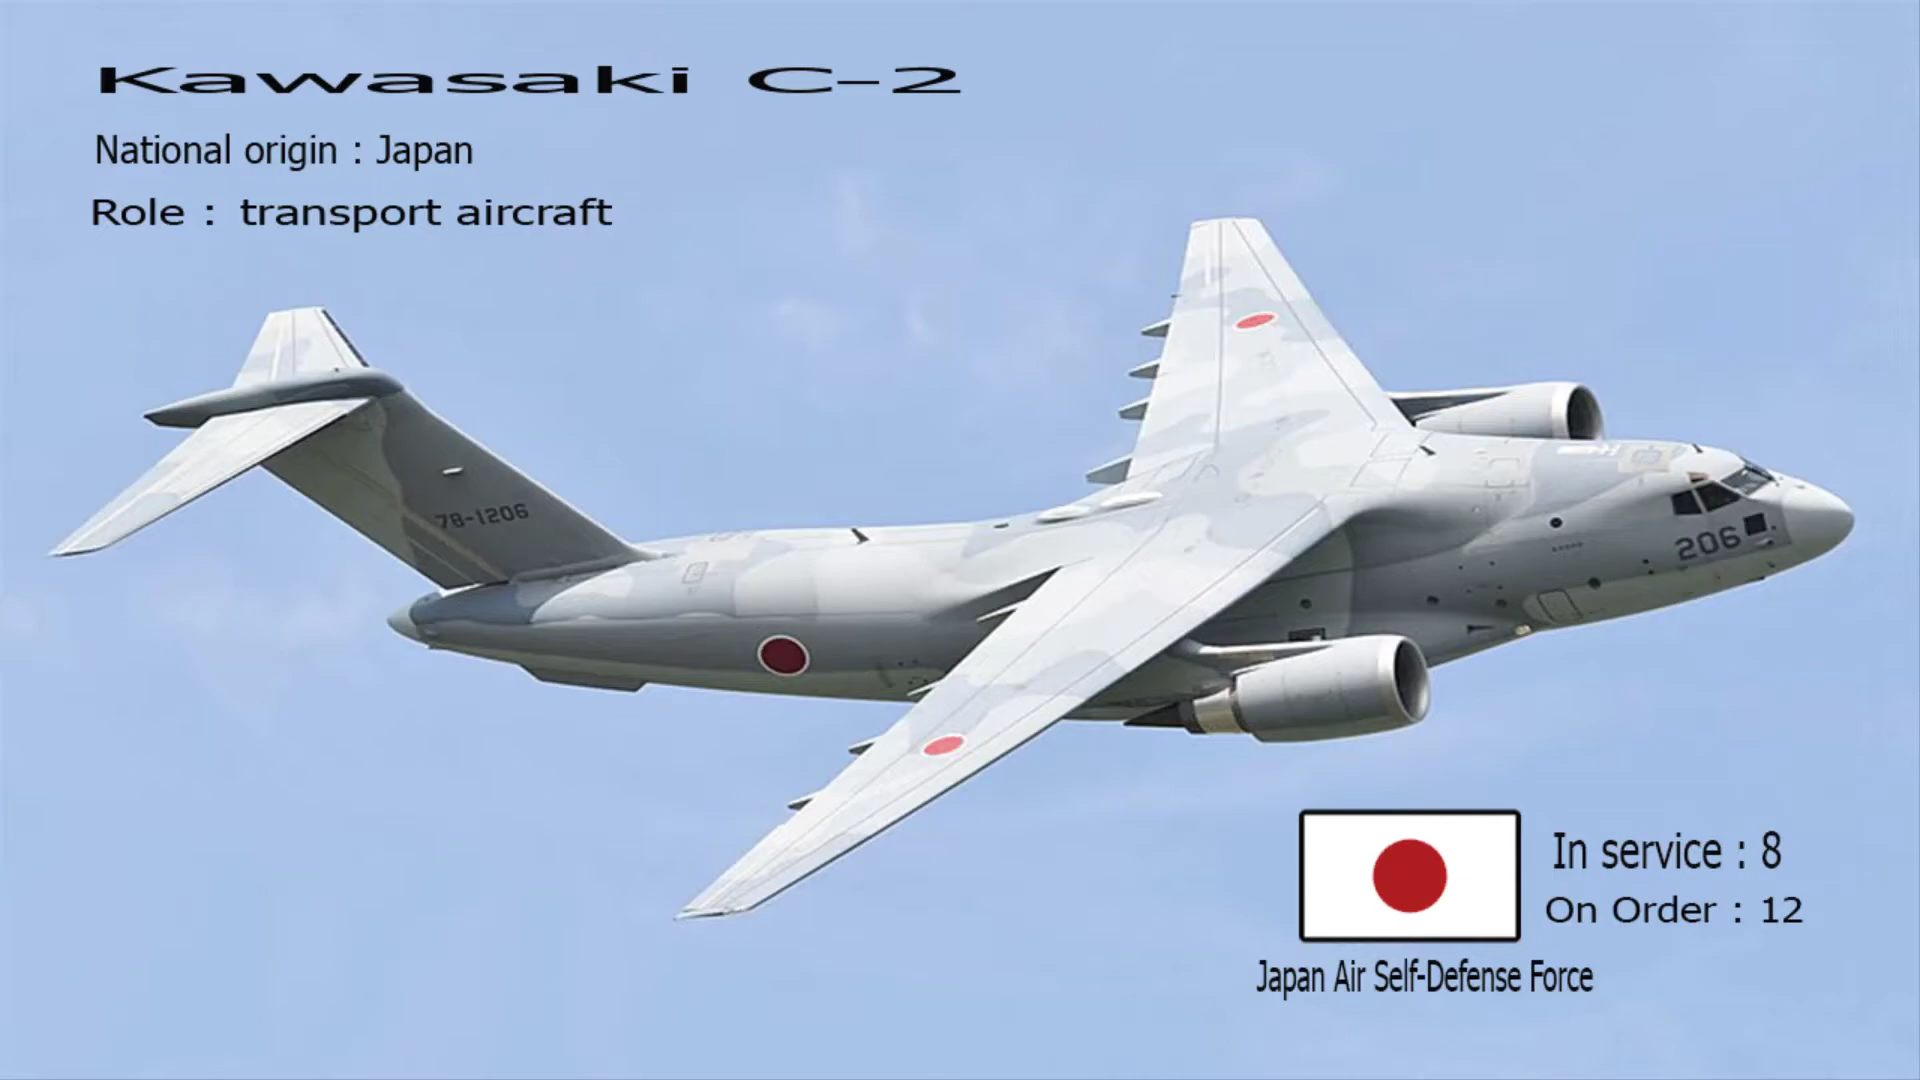 Kawasaki C-2
National origin : Japan
Role : transport aircraft
78-1206
206
In service : 8
On Order : 12
Japan Air Self-Defense Force